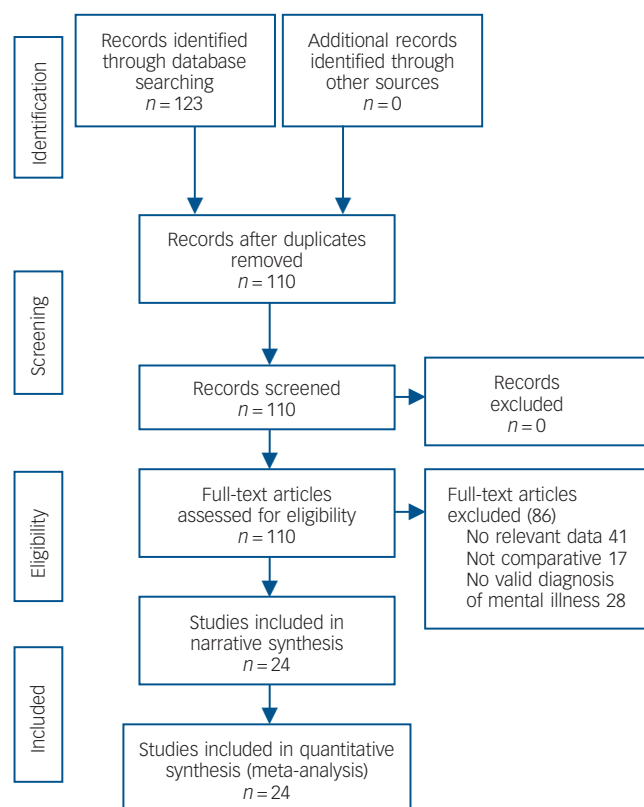 Identification
Records identified
through database
searching
n = 123
Additional records
identified through
other sources
n = 0
Records after duplicates
removed
n = 110
Screening
Records screened
n = 110
Records
excluded
n = 0
Eligibility
Full-text articles
assessed for eligibility
n = 110
Full-text articles
excluded (86)
No relevant data 41
Not comparative 17
No valid diagnosis
of mental illness 28
Studies included in
narrative synthesis
n = 24
Included
Studies included in quantitative
synthesis (meta-analysis)
n = 24